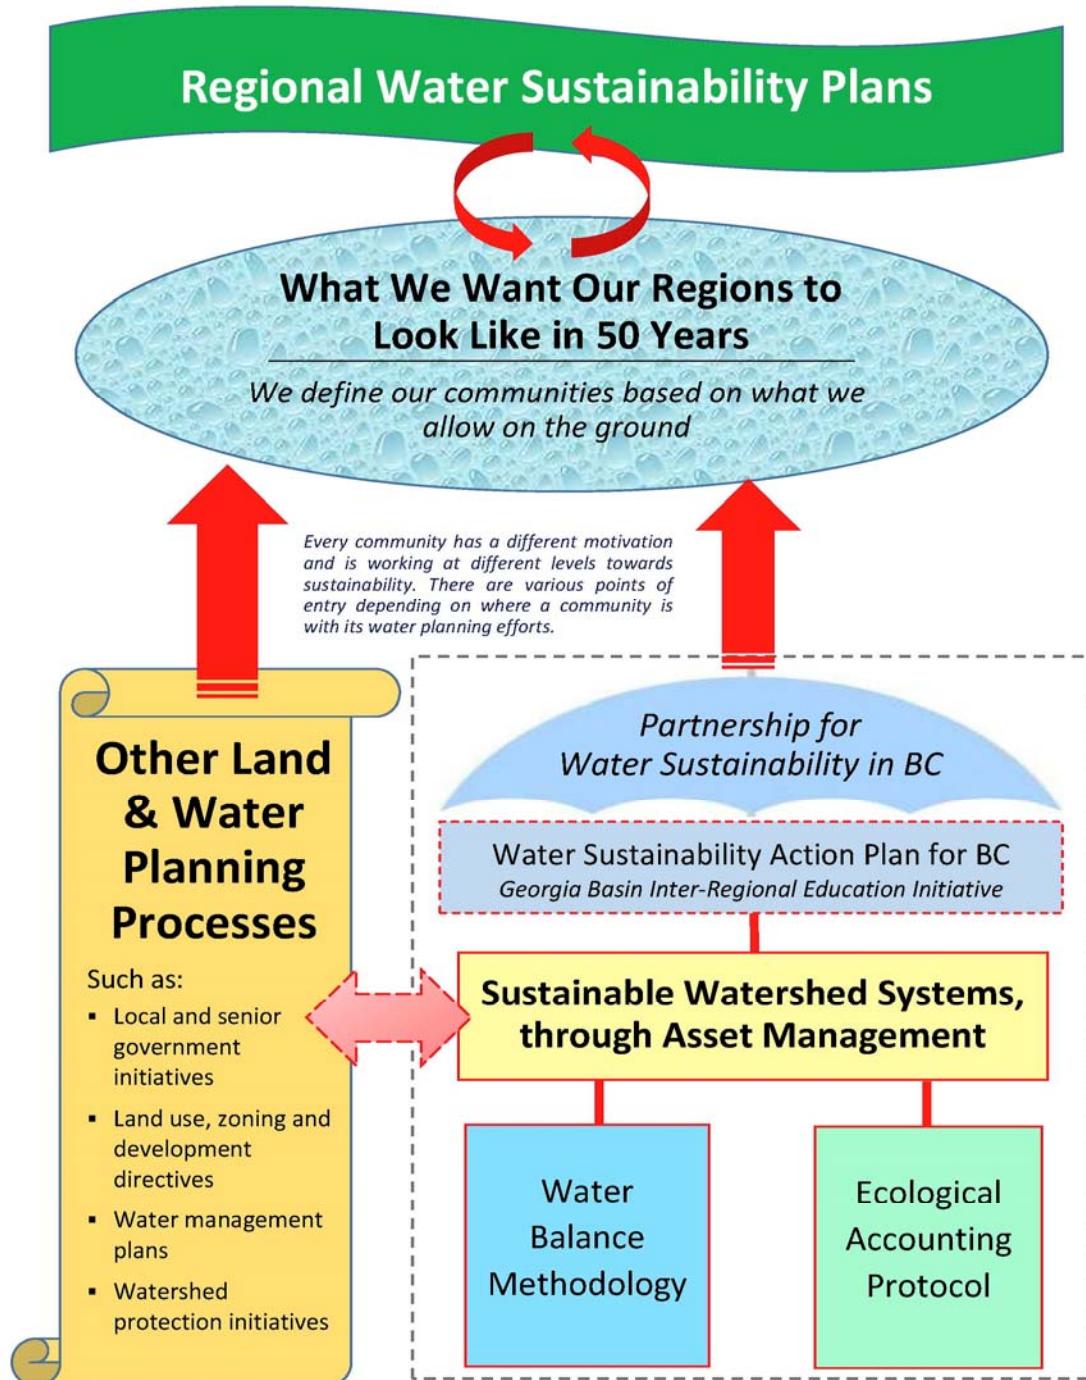 Regional Water Sustainability Plans
What We Want Our Regions to
Look Like in 50 Years
We define our communities based on what we
allow on the ground
Every community has a different motivation
and is working at different levels towards
sustainability. There are various points of
entry depending on where a community is
with its water planning efforts.
Other Land
& Water
Planning
Processes
Such as:
▪ Local and senior
government
initiatives
▪ Land use, zoning and
development
directives
▪ Water management
plans
▪ Watershed
protection initiatives
Partnership for
Water Sustainability in BC
Water Sustainability Action Plan for BC
Georgia Basin Inter-Regional Education Initiative
Sustainable Watershed Systems,
through Asset Management
Water
Balance
Methodology
Ecological
Accounting
Protocol